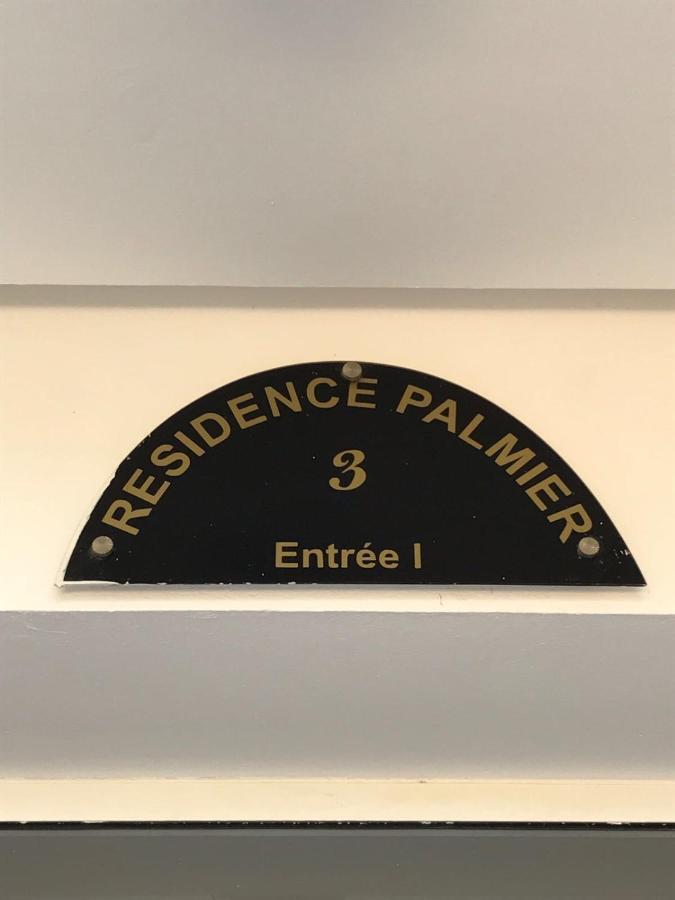 RESIDENCE PALMIER
3
Entrée I